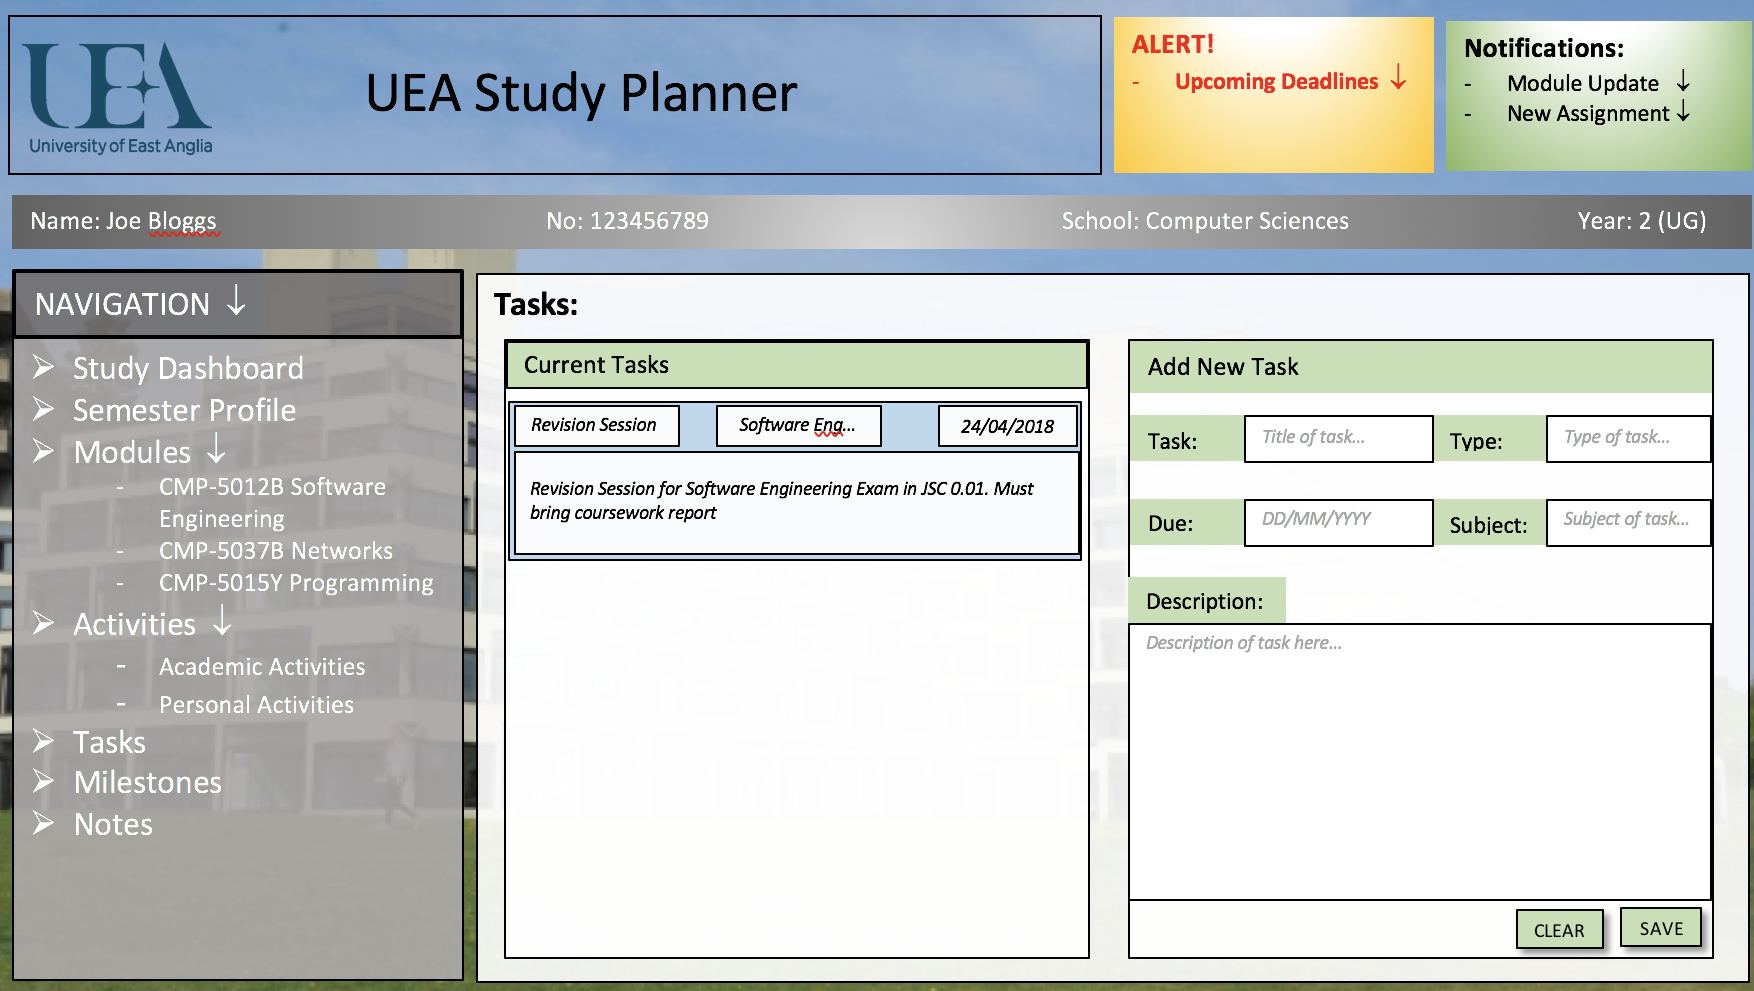 UEA
University of East Anglia
UEA Study Planner
ALERT!
- Upcoming Deadlines ↓
Notifications:
- Module Update ↓
- New Assignment ↓
Name: Joe Bloggs No: 123456789 School: Computer Sciences Year: 2 (UG)
NAVIGATION ↓
Study Dashboard
Semester Profile
Modules ↓
- CMP-5012B Software
Engineering
- CMP-5037B Networks
- CMP-5015Y Programming
Activities ↓
- Academic Activities
- Personal Activities
Tasks
Milestones
Notes
Tasks:
Current Tasks
Revision Session Software Eng... 24/04/2018
Revision Session for Software Engineering Exam in JSC 0.01. Must
bring coursework report
Add New Task
Task: Title of task... Type: Type of task...
Due: DD/MM/YYYY Subject: Subject of task...
Description:
Description of task here...
CLEAR SAVE